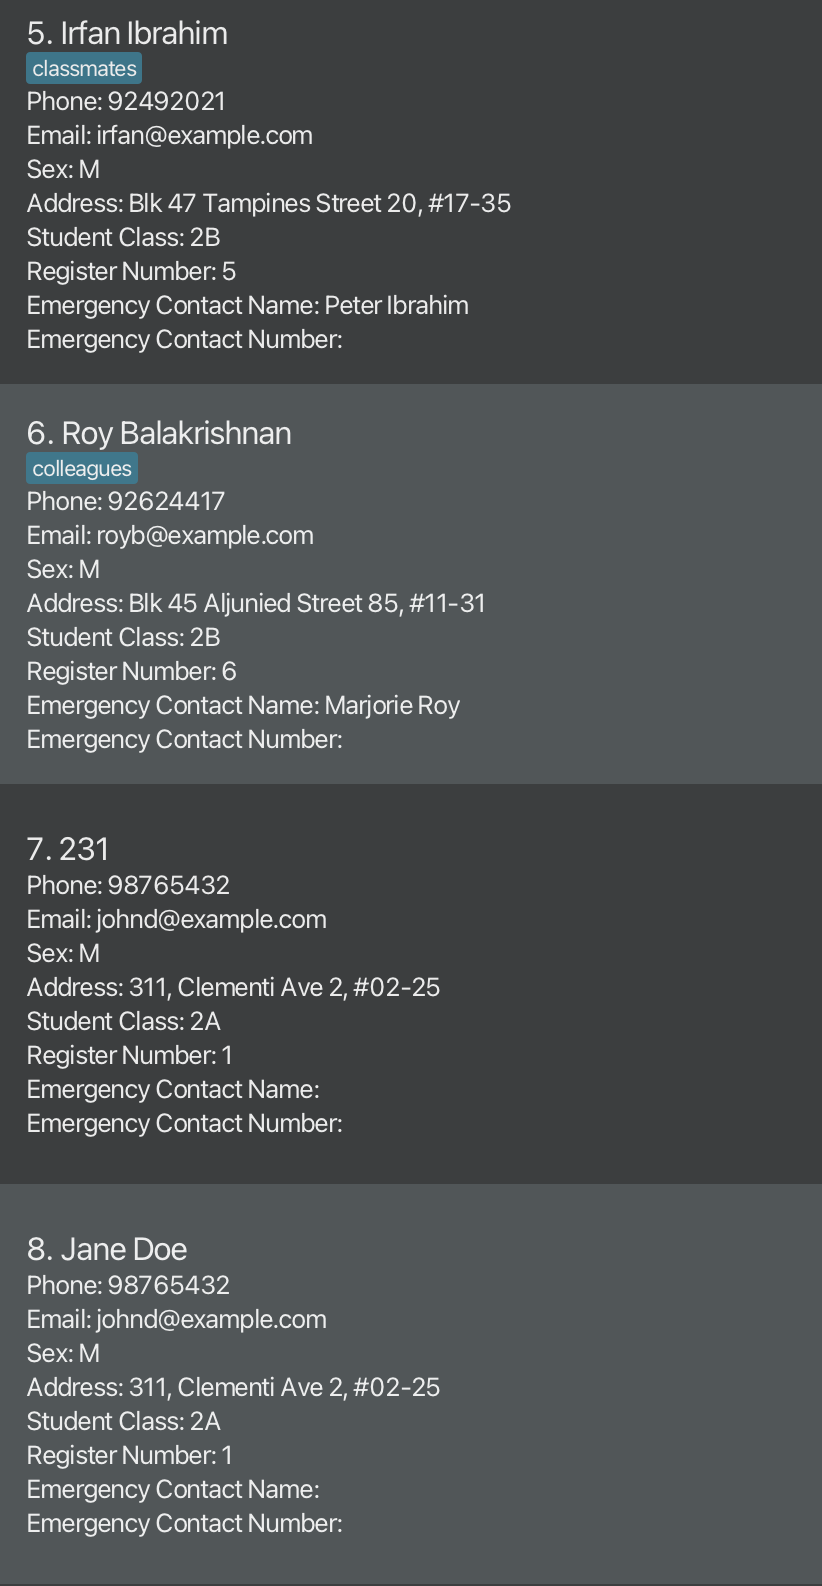 5. Irfan Ibrahim
classmates
Phone: 92492021
Email: irfan@example.com
Sex: M
Address: Blk 47 Tampines Street 20, #17-35
Student Class: 2B
Register Number: 5
Emergency Contact Name: Peter Ibrahim
Emergency Contact Number:
6. Roy Balakrishnan
colleagues
Phone: 92624417
Email: royb@example.com
Sex: M
Address: Blk 45 Aljunied Street 85, #11-31
Student Class: 2B
Register Number: 6
Emergency Contact Name: Marjorie Roy
Emergency Contact Number:
7. 231
Phone: 98765432
Email: johnd@example.com
Sex: M
Address: 311, Clementi Ave 2, #02-25
Student Class: 2A
Register Number: 1
Emergency Contact Name:
Emergency Contact Number:
8. Jane Doe
Phone: 98765432
Email: johnd@example.com
Sex: M
Address: 311, Clementi Ave 2, #02-25
Student Class: 2A
Register Number: 1
Emergency Contact Name:
Emergency Contact Number: